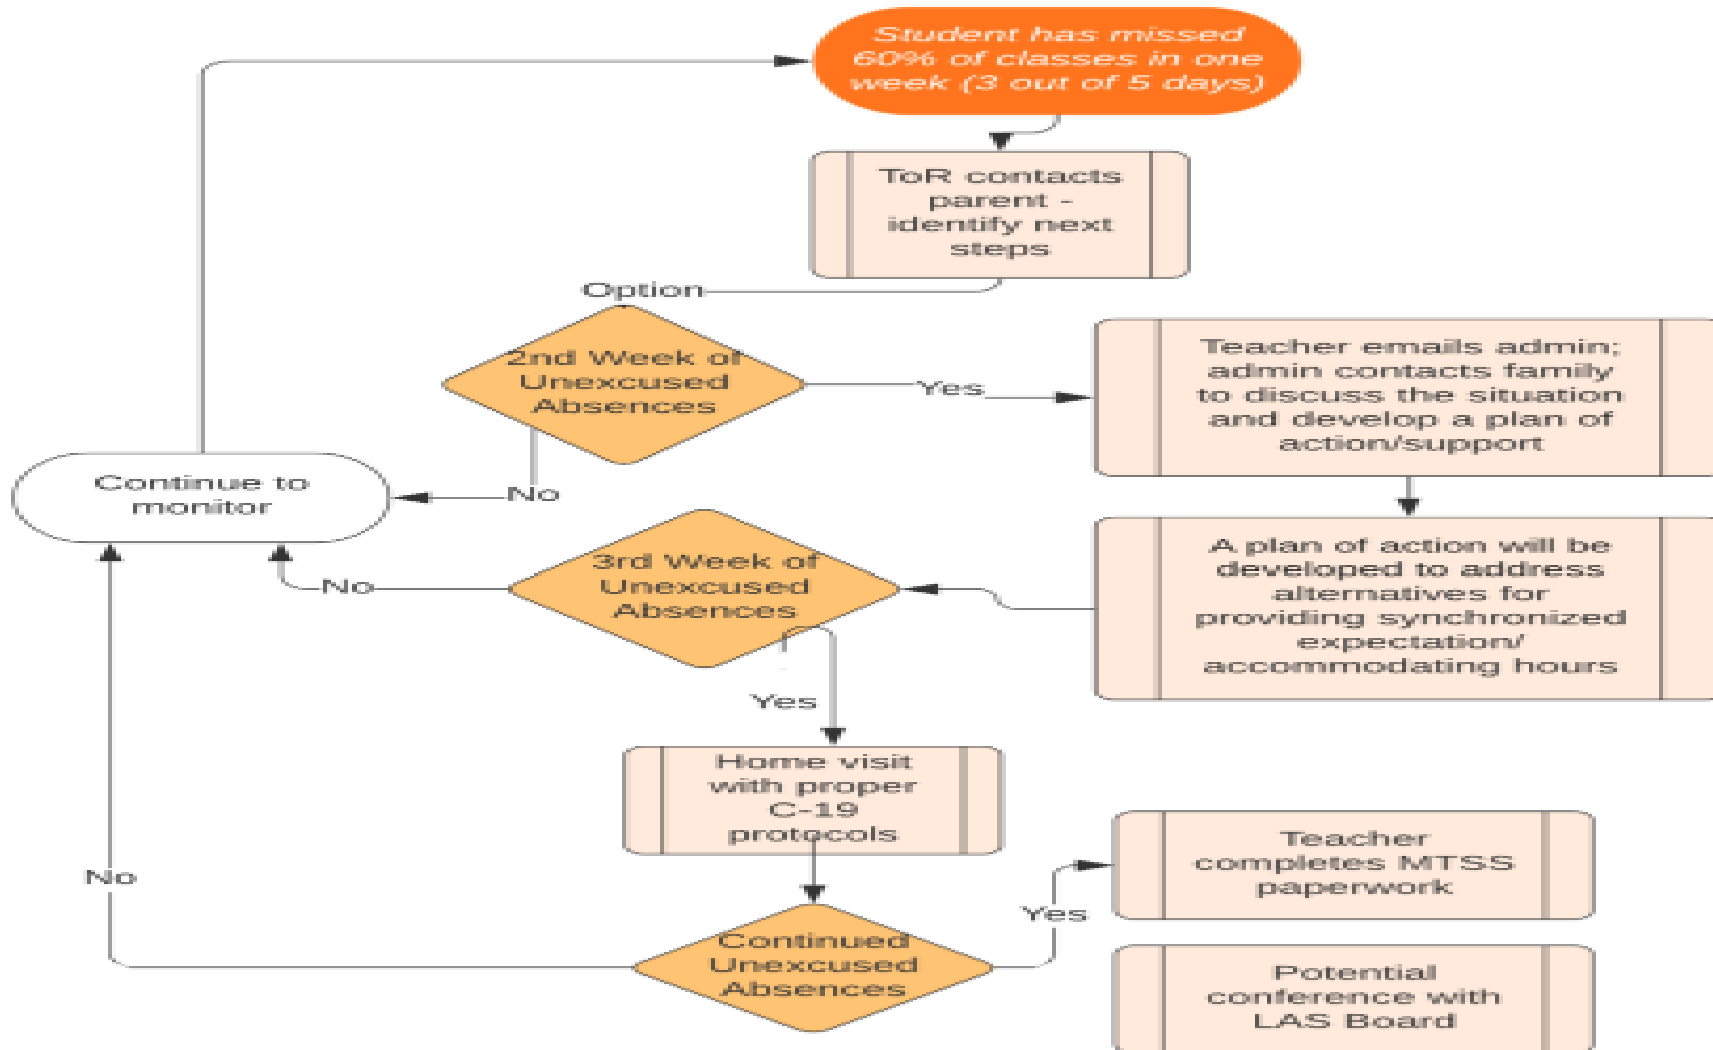 Student has missed
60% of classes in one
week (3 out of 5 days)
ToR contacts
parent -
identify next
steps
Option
2nd Week of
Unexcused
Absences
Yes
Teacher emails admin;
admin contacts family
to discuss the situation
and develop a plan of
action/support
No
Continue to
monitor
A plan of action will be
developed to address
alternatives for
providing synchronized
expectation/
accommodating hours
3rd Week of
Unexcused
Absences
No
Yes
Home visit
with proper
C-19
protocols
No
Continued
Unexcused
Absences
Yes
Teacher
completes MTSS
paperwork
Potential
conference with
LAS Board